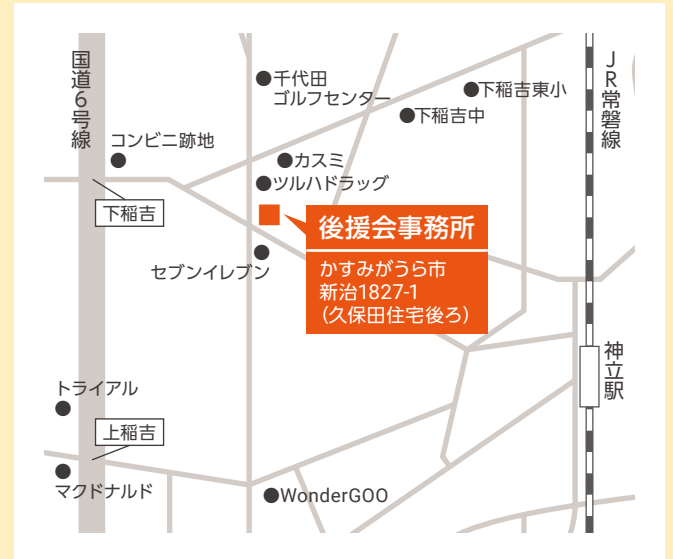 国道6号線
千代田
ゴルフセンター
下稲吉東小
下稲吉中
JR常磐線
コンビニ跡地
カスミ
ツルハドラッグ
下稲吉
後援会事務所
かすみがうら市
新治1827-1
（久保田住宅後ろ）
セブンイレブン
神立駅
トライアル
上稲吉
マクドナルド
WonderGOO